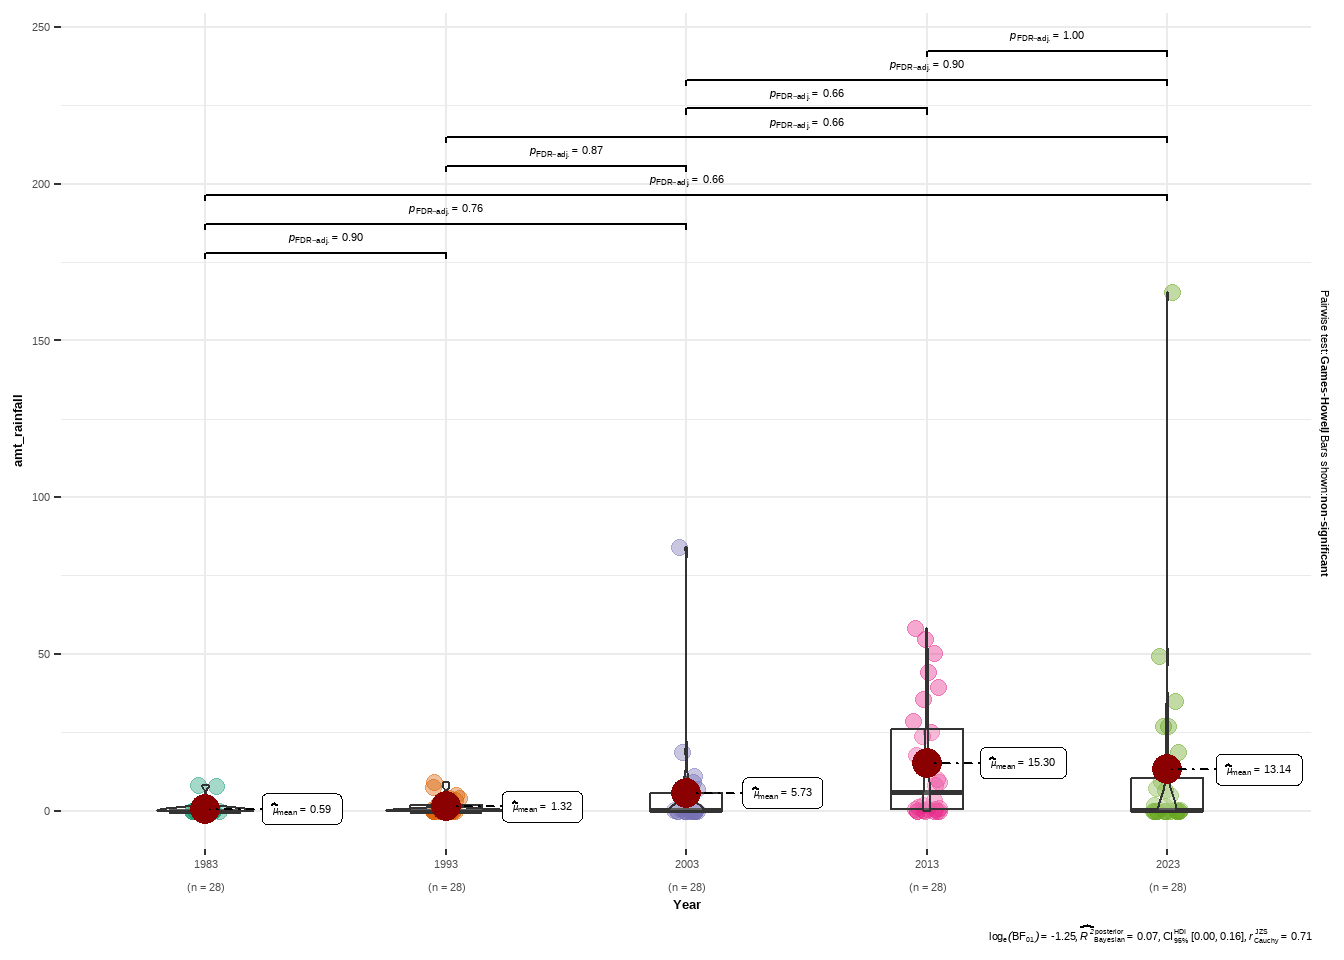 250
200
150
100
50
0
amt_rainfall
pFDR−adj. = 1.00
pFDR−adj. = 0.90
pFDR−adj. = 0.66
pFDR−adj. = 0.66
pFDR−adj. = 0.87
pFDR−adj. = 0.66
pFDR−adj. = 0.76
pFDR−adj. = 0.90
μ̂mean = 0.59
μ̂mean = 1.32
μ̂mean = 5.73
μ̂mean = 15.30
μ̂mean = 13.14
1983
(n = 28)
1993
(n = 28)
2003
(n = 28)
2013
(n = 28)
2023
(n = 28)
Year
Pairwise test: Games-Howell, Bars shown: non-significant
loge(BF01) = -1.25, R²posterior Bayesian = 0.07, CI HDI 95% [0.00, 0.16], r JZS Cauchy = 0.71